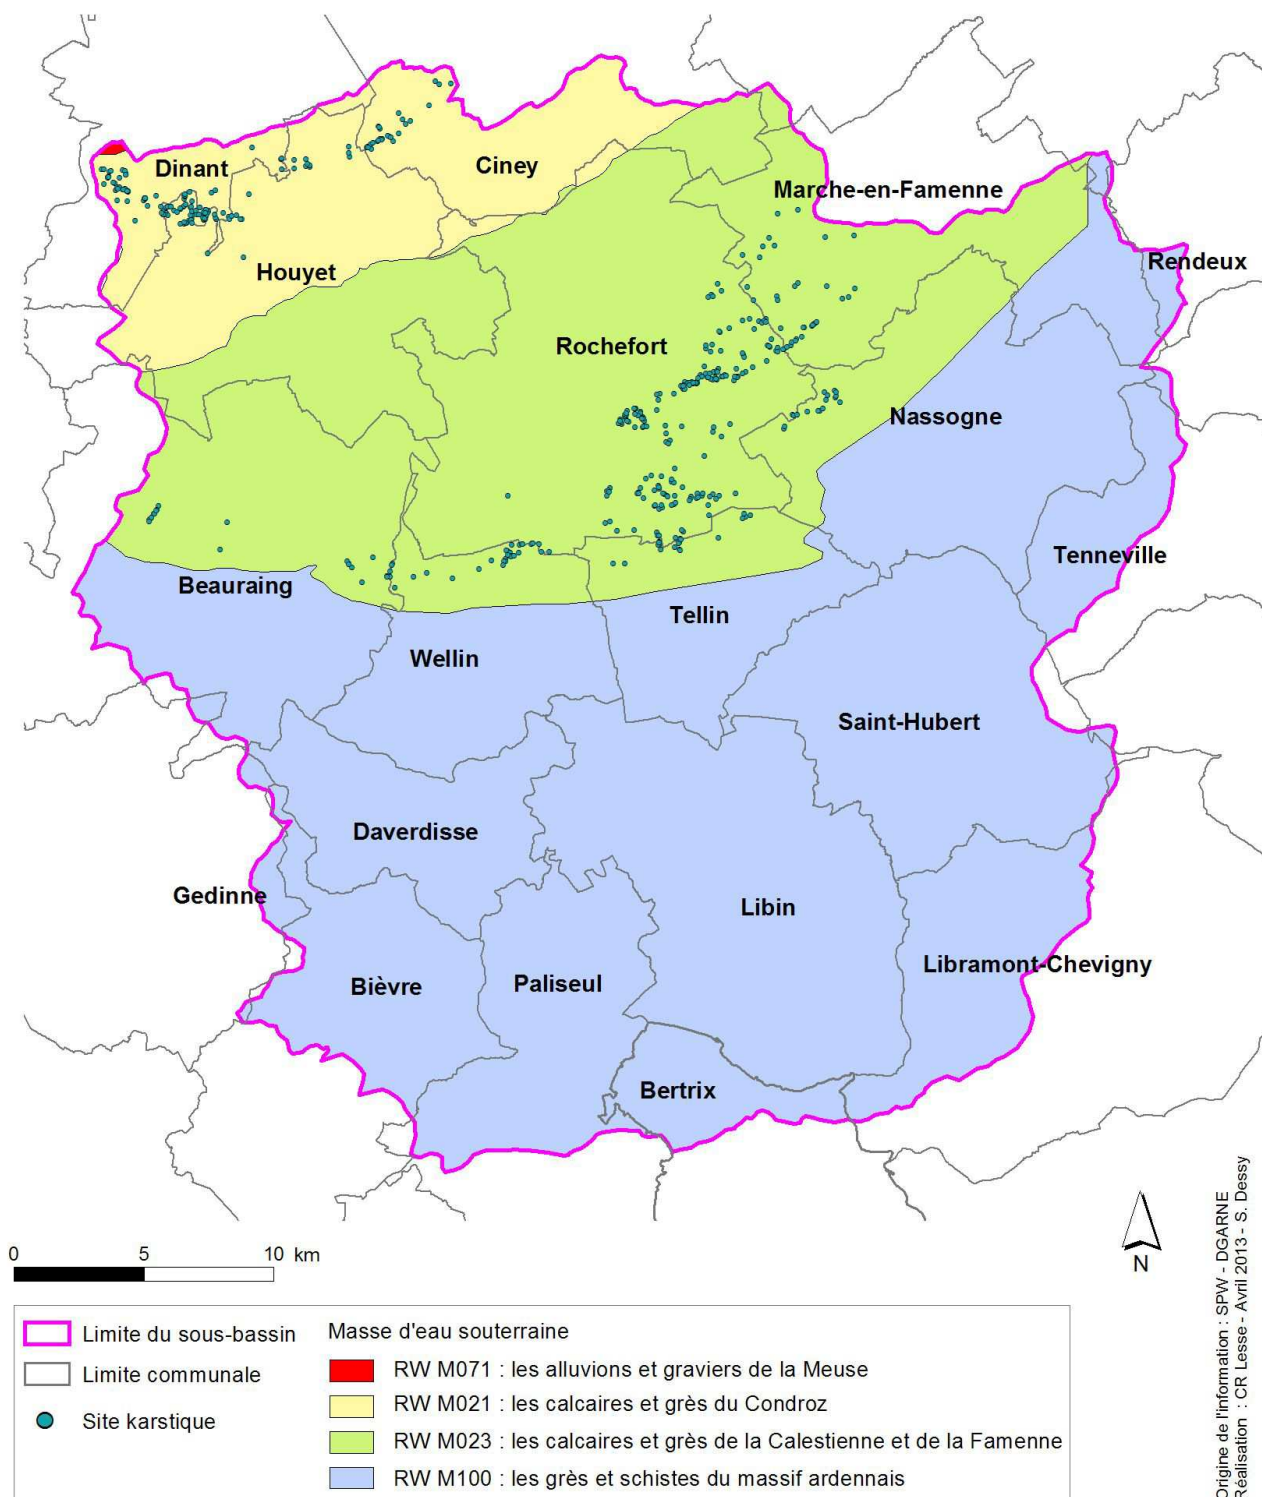 Dinant
Ciney
Marche-en-Famenne
Houyet
Rendeux
Rochefort
Nassogne
Beauraing
Tenneville
Tellin
Wellin
Saint-Hubert
Daverdisse
Gedinne
Libin
Libramont-Chevigny
Bièvre
Paliseul
Bertrix
0 5 10 km
N
Origine de l'information : SPW - DGARNE
Réalisation : CR Lesse - Avril 2013 - S. Dessy
Limite du sous-bassin
Limite communale
Site karstique
Masse d'eau souterraine
RW M071 : les alluvions et graviers de la Meuse
RW M021 : les calcaires et grès du Condroz
RW M023 : les calcaires et grès de la Calestienne et de la Famenne
RW M100 : les grès et schistes du massif ardennais